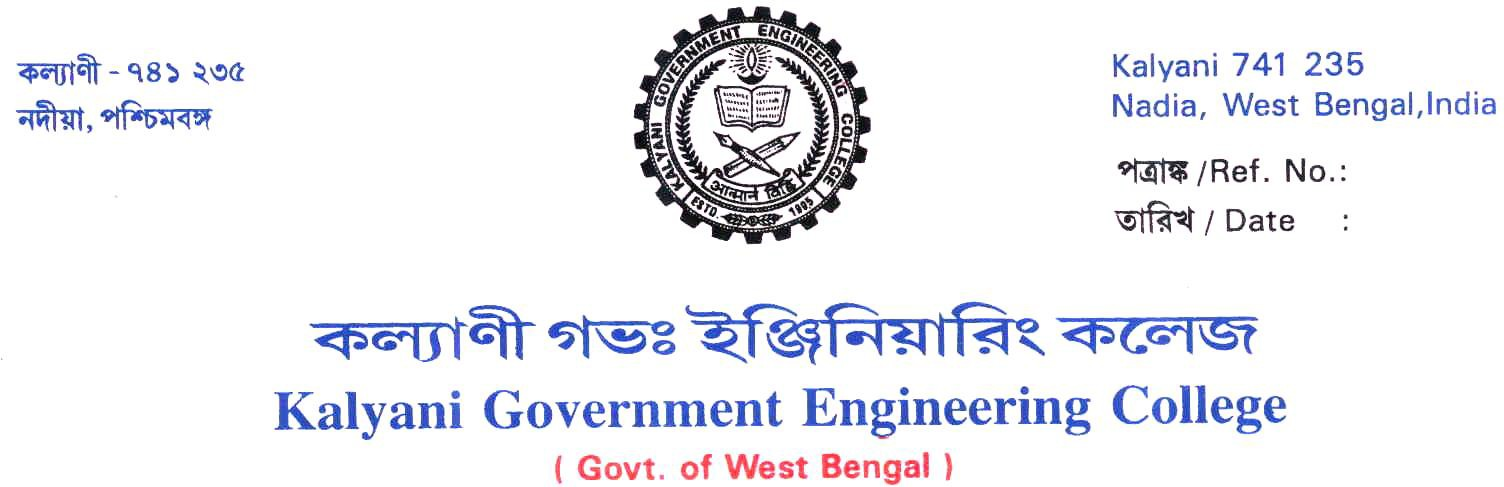 কল্যাণী - ৭৪১ ২৩৫
নদীয়া, পশ্চিমবঙ্গ
KALYANI GOVERNMENT ENGINEERING COLLEGE
ESTD. 1995
Kalyani 741 235
Nadia, West Bengal,India
পত্রাঙ্ক /Ref. No.:
তারিখ / Date :
কল্যাণী গভঃ ইঞ্জিনিয়ারিং কলেজ
Kalyani Government Engineering College
( Govt. of West Bengal )